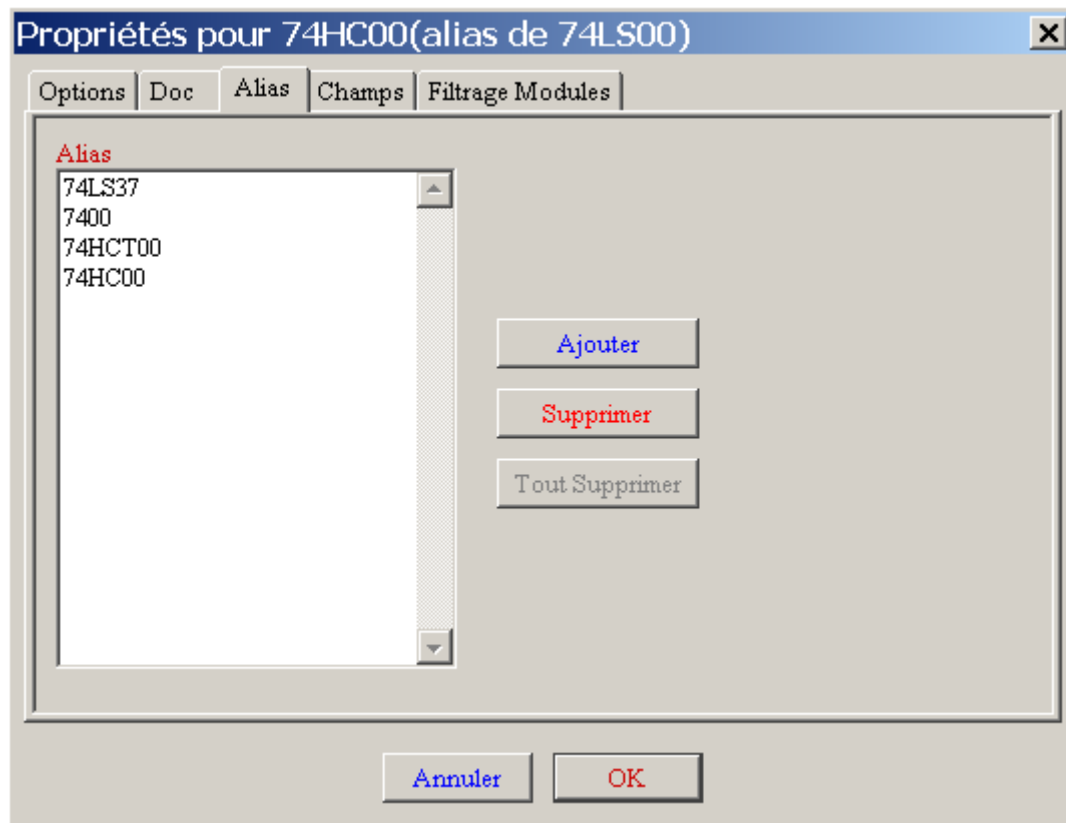 Propriétés pour 74HC00(alias de 74LS00)
Options Doc Alias Champs Filtrage Modules
Alias
74LS37
7400
74HCT00
74HC00
Ajouter
Supprimer
Tout Supprimer
Annuler OK